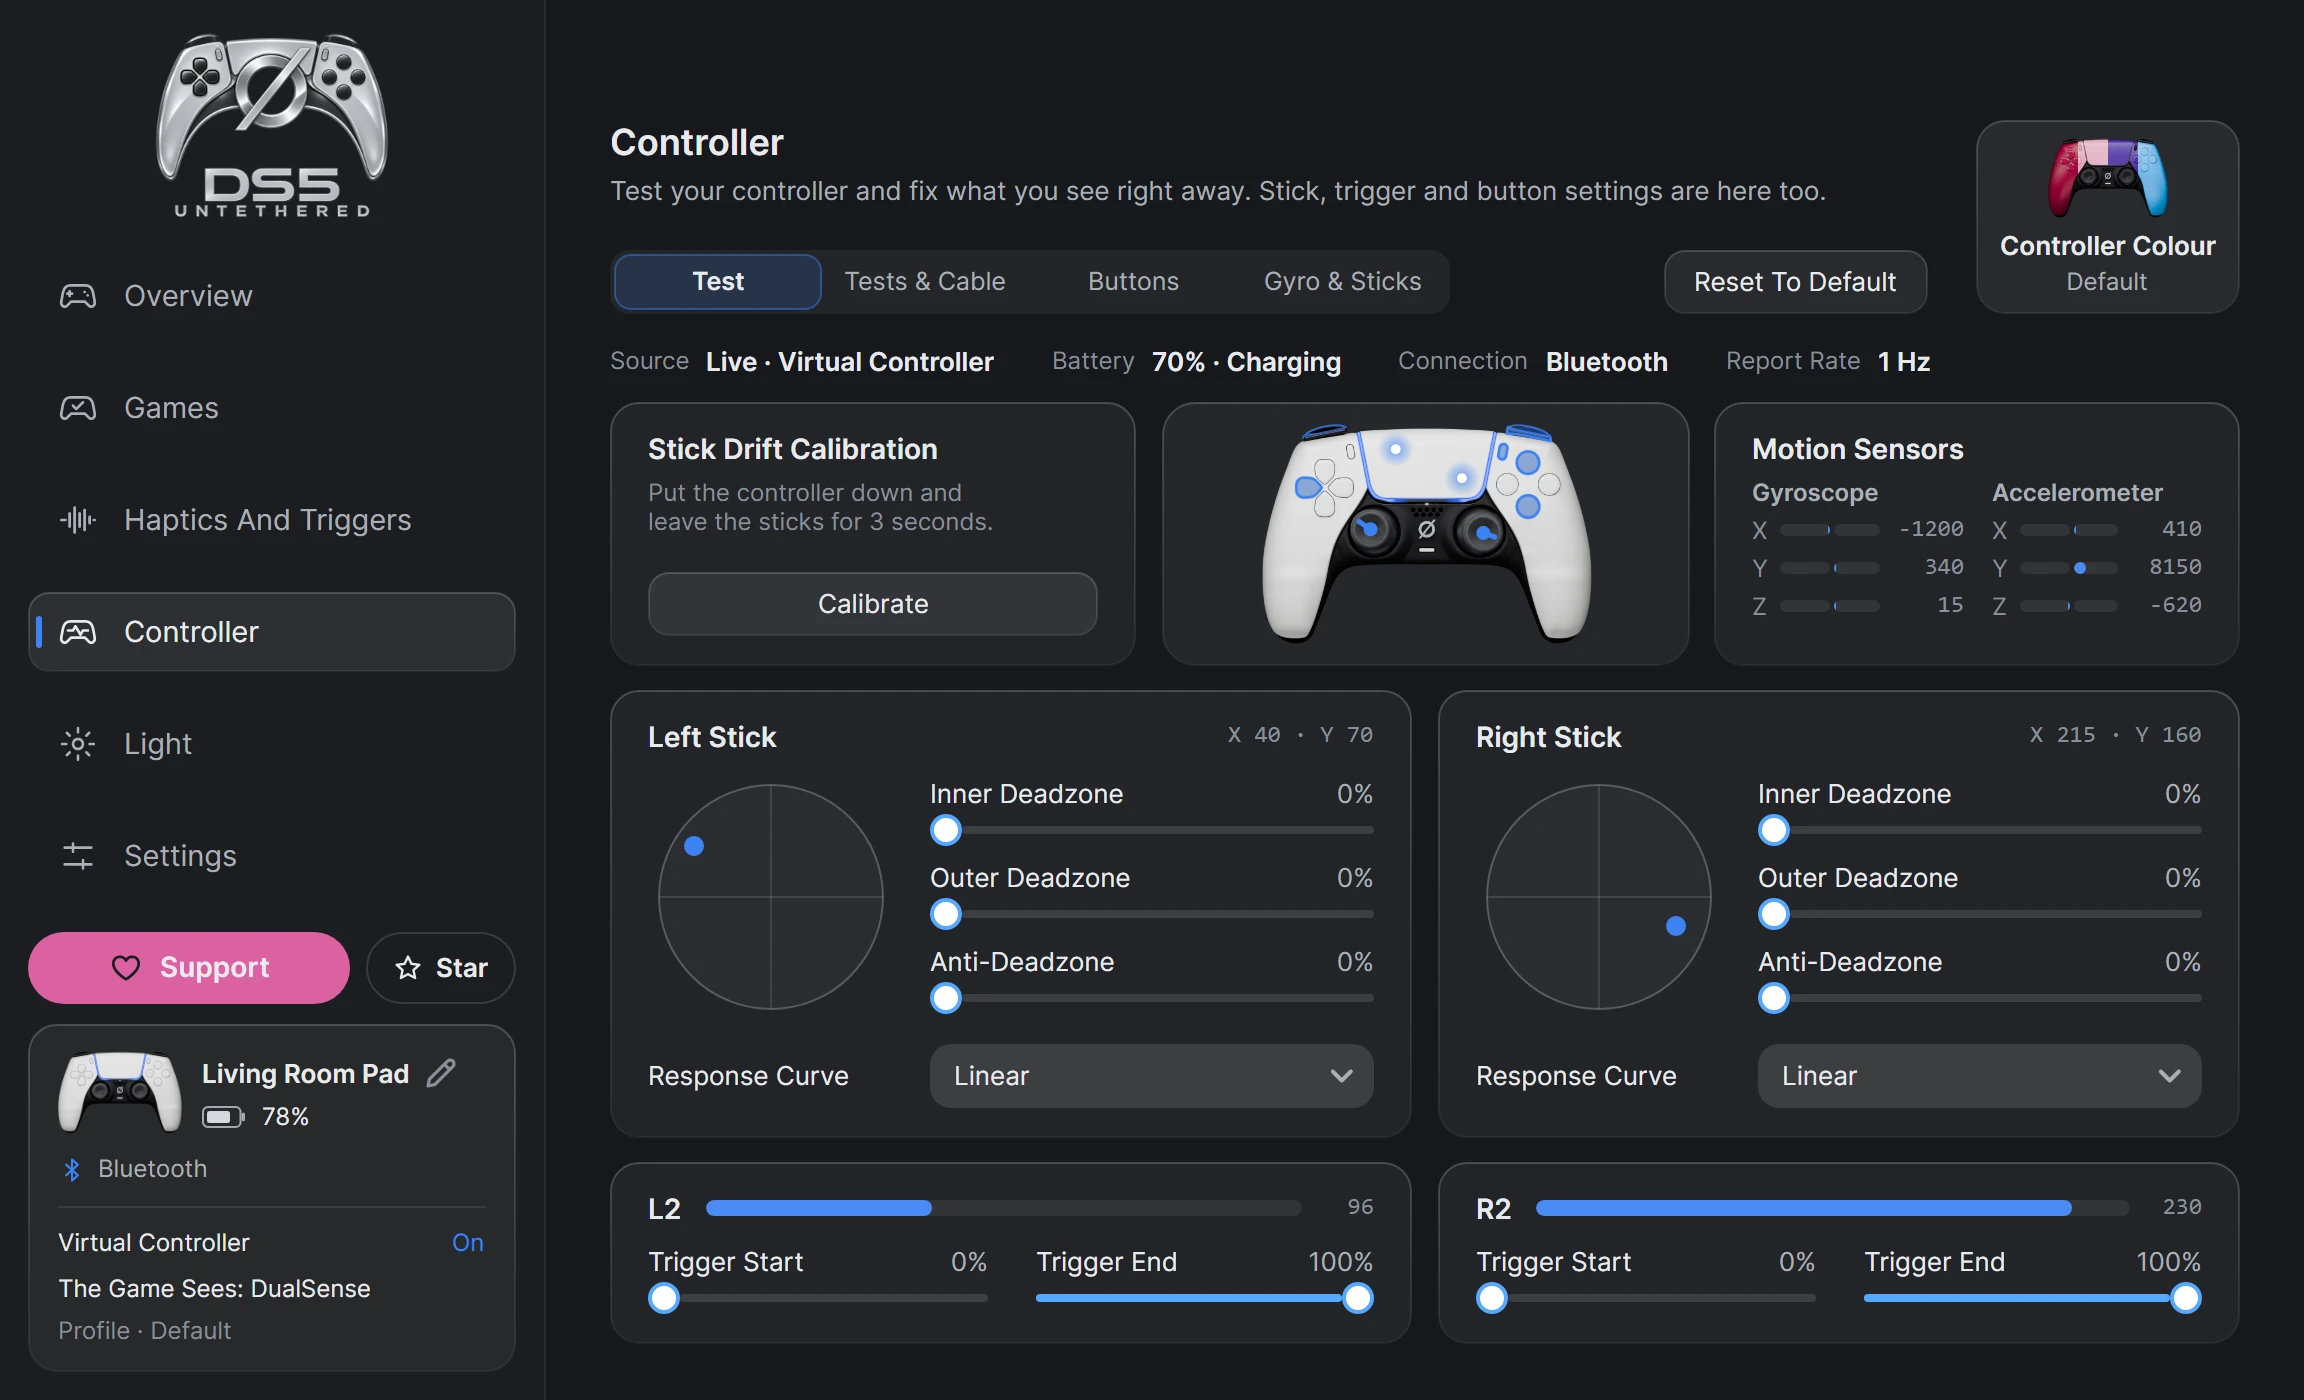 DS5
UNTETHERED
Overview
Games
Haptics And Triggers
Controller
Light
Settings
Support
Star
Living Room Pad
78%
Bluetooth
Virtual Controller On
The Game Sees: DualSense
Profile · Default
Controller
Test your controller and fix what you see right away. Stick, trigger and button settings are here too.
Controller Colour
Default
Test Tests & Cable Buttons Gyro & Sticks
Reset To Default
Source Live · Virtual Controller Battery 70% · Charging Connection Bluetooth Report Rate 1 Hz
Stick Drift Calibration
Put the controller down and
leave the sticks for 3 seconds.
Calibrate
Motion Sensors
Gyroscope Accelerometer
X -1200 X 410
Y 340 Y 8150
Z 15 Z -620
Left Stick X 40 · Y 70
Inner Deadzone 0%
Outer Deadzone 0%
Anti-Deadzone 0%
Response Curve Linear
Right Stick X 215 · Y 160
Inner Deadzone 0%
Outer Deadzone 0%
Anti-Deadzone 0%
Response Curve Linear
L2 96
Trigger Start 0% Trigger End 100%
R2 230
Trigger Start 0% Trigger End 100%